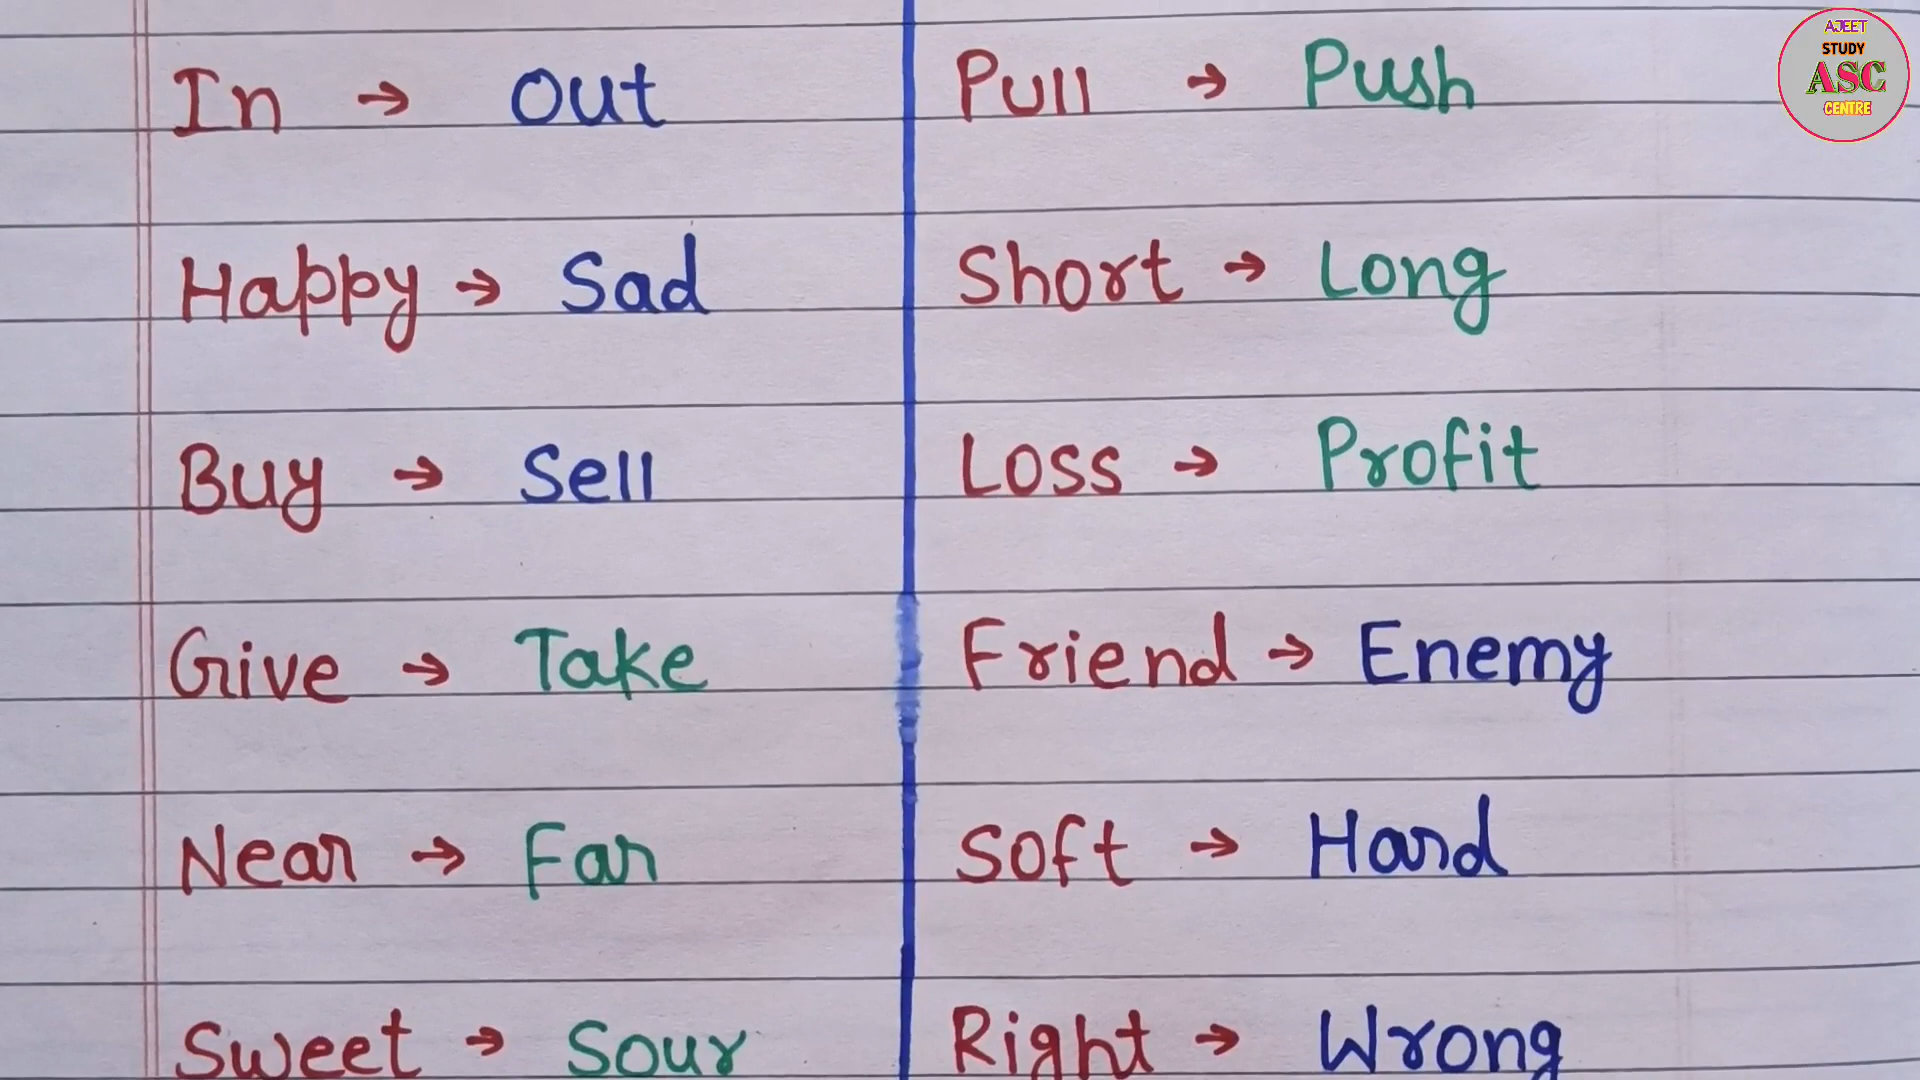 In → Out
Happy → Sad
Buy → Sell
Give → Take
Near → Far
Sweet → Sour
Pull → Push
Short → Long
Loss → Profit
Friend → Enemy
Soft → Hard
Right → Wrong
AJEET
STUDY
ASC
CENTRE